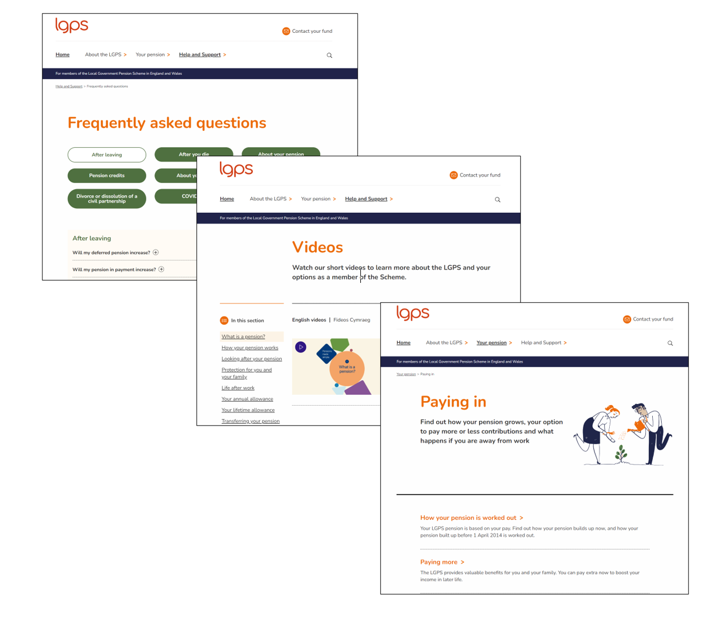 lgps
Contact your fund
Home About the LGPS > Your pension > Help and Support >
For members of the Local Government Pension Scheme in England and Wales
Help and Support > Frequently asked questions
Frequently asked questions
After leaving After you die About your pension
Pension credits About yo
Divorce or dissolution of a
civil partnership
COVID
After leaving
Will my deferred pension increase?
Will my pension in payment increase?
lgps
Contact your fund
Home About the LGPS > Your pension > Help and Support >
For members of the Local Government Pension Scheme in England and Wales
Videos
Watch our short videos to learn more about the LGPS and your
options as a member of the Scheme.
In this section
English videos | Fideos Cymraeg
What is a pension?
How your pension works
Looking after your pension
Protection for you and
your family
Life after work
Your annual allowance
Your lifetime allowance
Transferring your pension
What is a
pension?
lgps
Contact your fund
Home About the LGPS > Your pension > Help and Support >
For members of the Local Government Pension Scheme in England and Wales
Your pension > Paying in
Paying in
Find out how your pension grows, your option
to pay more or less contributions and what
happens if you are away from work
How your pension is worked out >
Your LGPS pension is based on your pay. Find out how your pension builds up now, and how your
pension built up before 1 April 2014 is worked out.
Paying more >
The LGPS provides valuable benefits for you and your family. You can pay extra now to boost your
income in later life.